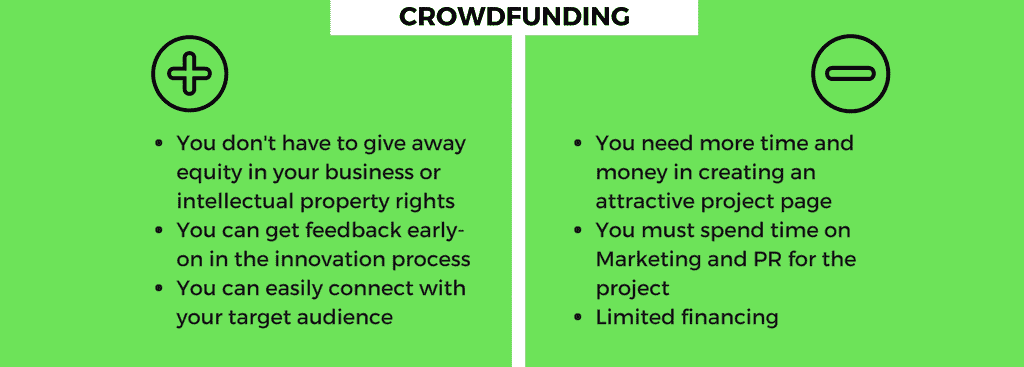 CROWDFUNDING
• You don't have to give away
equity in your business or
intellectual property rights
• You can get feedback early-
on in the innovation process
• You can easily connect with
your target audience
• You need more time and
money in creating an
attractive project page
• You must spend time on
Marketing and PR for the
project
• Limited financing